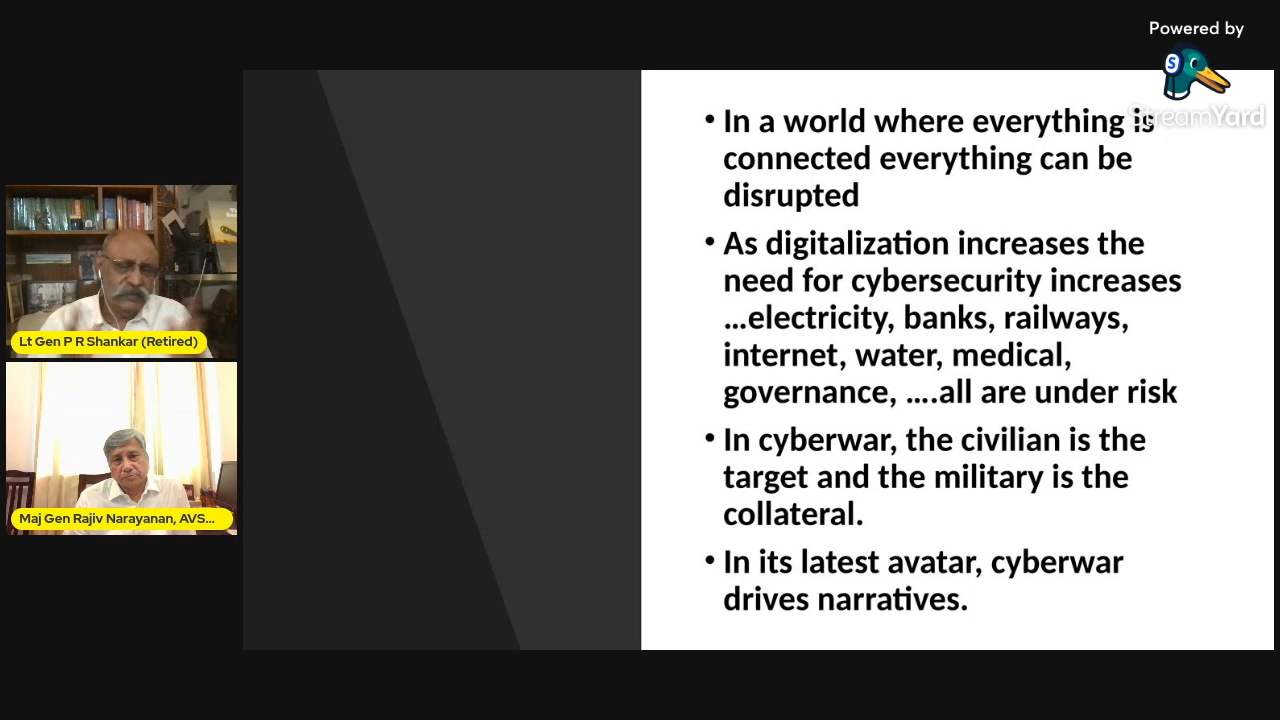 Powered by
StreamYard
• In a world where everything is
connected everything can be
disrupted
• As digitalization increases the
need for cybersecurity increases
...electricity, banks, railways,
internet, water, medical,
governance, ....all are under risk
• In cyberwar, the civilian is the
target and the military is the
collateral.
• In its latest avatar, cyberwar
drives narratives.
Lt Gen P R Shankar (Retired)
Maj Gen Rajiv Narayanan, AVS...